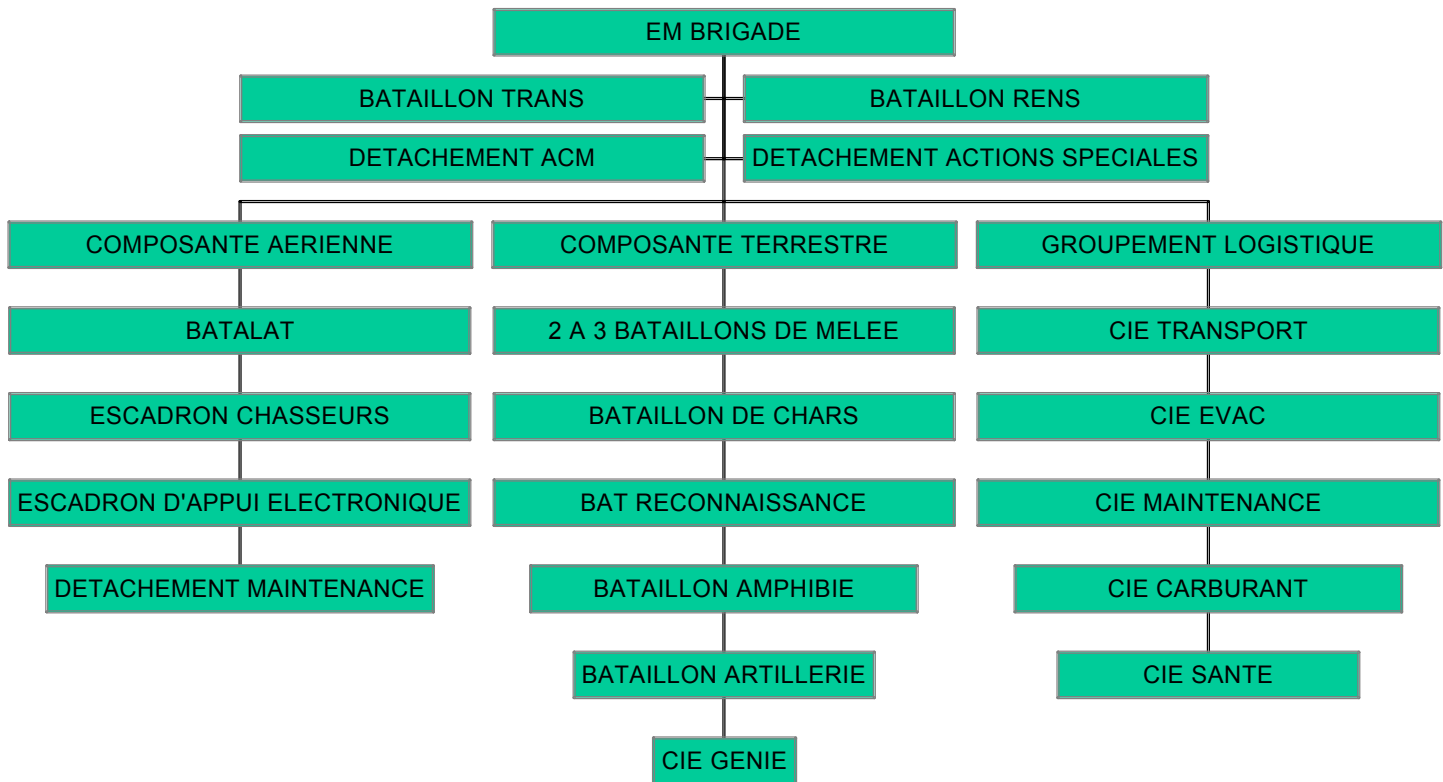 EM BRIGADE
BATAILLON TRANS
BATAILLON RENS
DETACHEMENT ACM
DETACHEMENT ACTIONS SPECIALES
COMPOSANTE AERIENNE
COMPOSANTE TERRESTRE
GROUPEMENT LOGISTIQUE
BATALAT
2 A 3 BATAILLONS DE MELEE
CIE TRANSPORT
ESCADRON CHASSEURS
BATAILLON DE CHARS
CIE EVAC
ESCADRON D'APPUI ELECTRONIQUE
BAT RECONNAISSANCE
CIE MAINTENANCE
DETACHEMENT MAINTENANCE
BATAILLON AMPHIBIE
CIE CARBURANT
BATAILLON ARTILLERIE
CIE SANTE
CIE GENIE